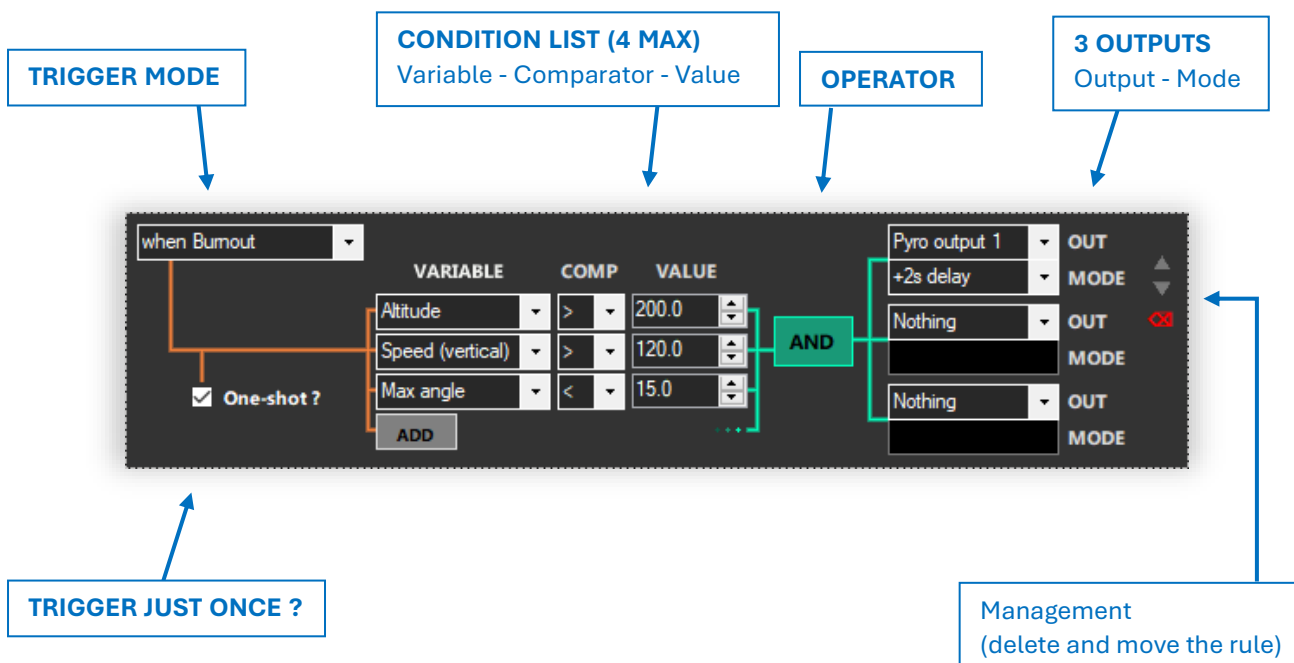 TRIGGER MODE
CONDITION LIST (4 MAX)
Variable - Comparator - Value
OPERATOR
3 OUTPUTS
Output - Mode
when Burnout
VARIABLE COMP VALUE
Altitude > 200.0
Speed (vertical) > 120.0
Max angle < 15.0
ADD
One-shot ?
AND
Pyro output 1 OUT
+2s delay MODE
Nothing OUT
MODE
Nothing OUT
MODE
TRIGGER JUST ONCE ?
Management
(delete and move the rule)